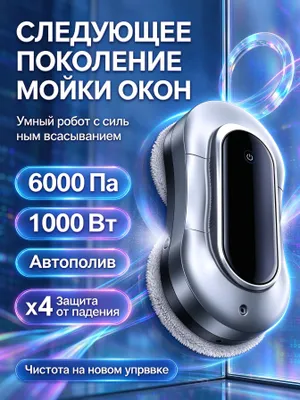 СЛЕДУЮЩЕЕ
ПОКОЛЕНИЕ
МОЙКИ ОКОН
Умный робот с силь
ным всасыванием
6000 Па
1000 Вт
Автополив
x4 Защита
от падения
Чистота на новом упрввке